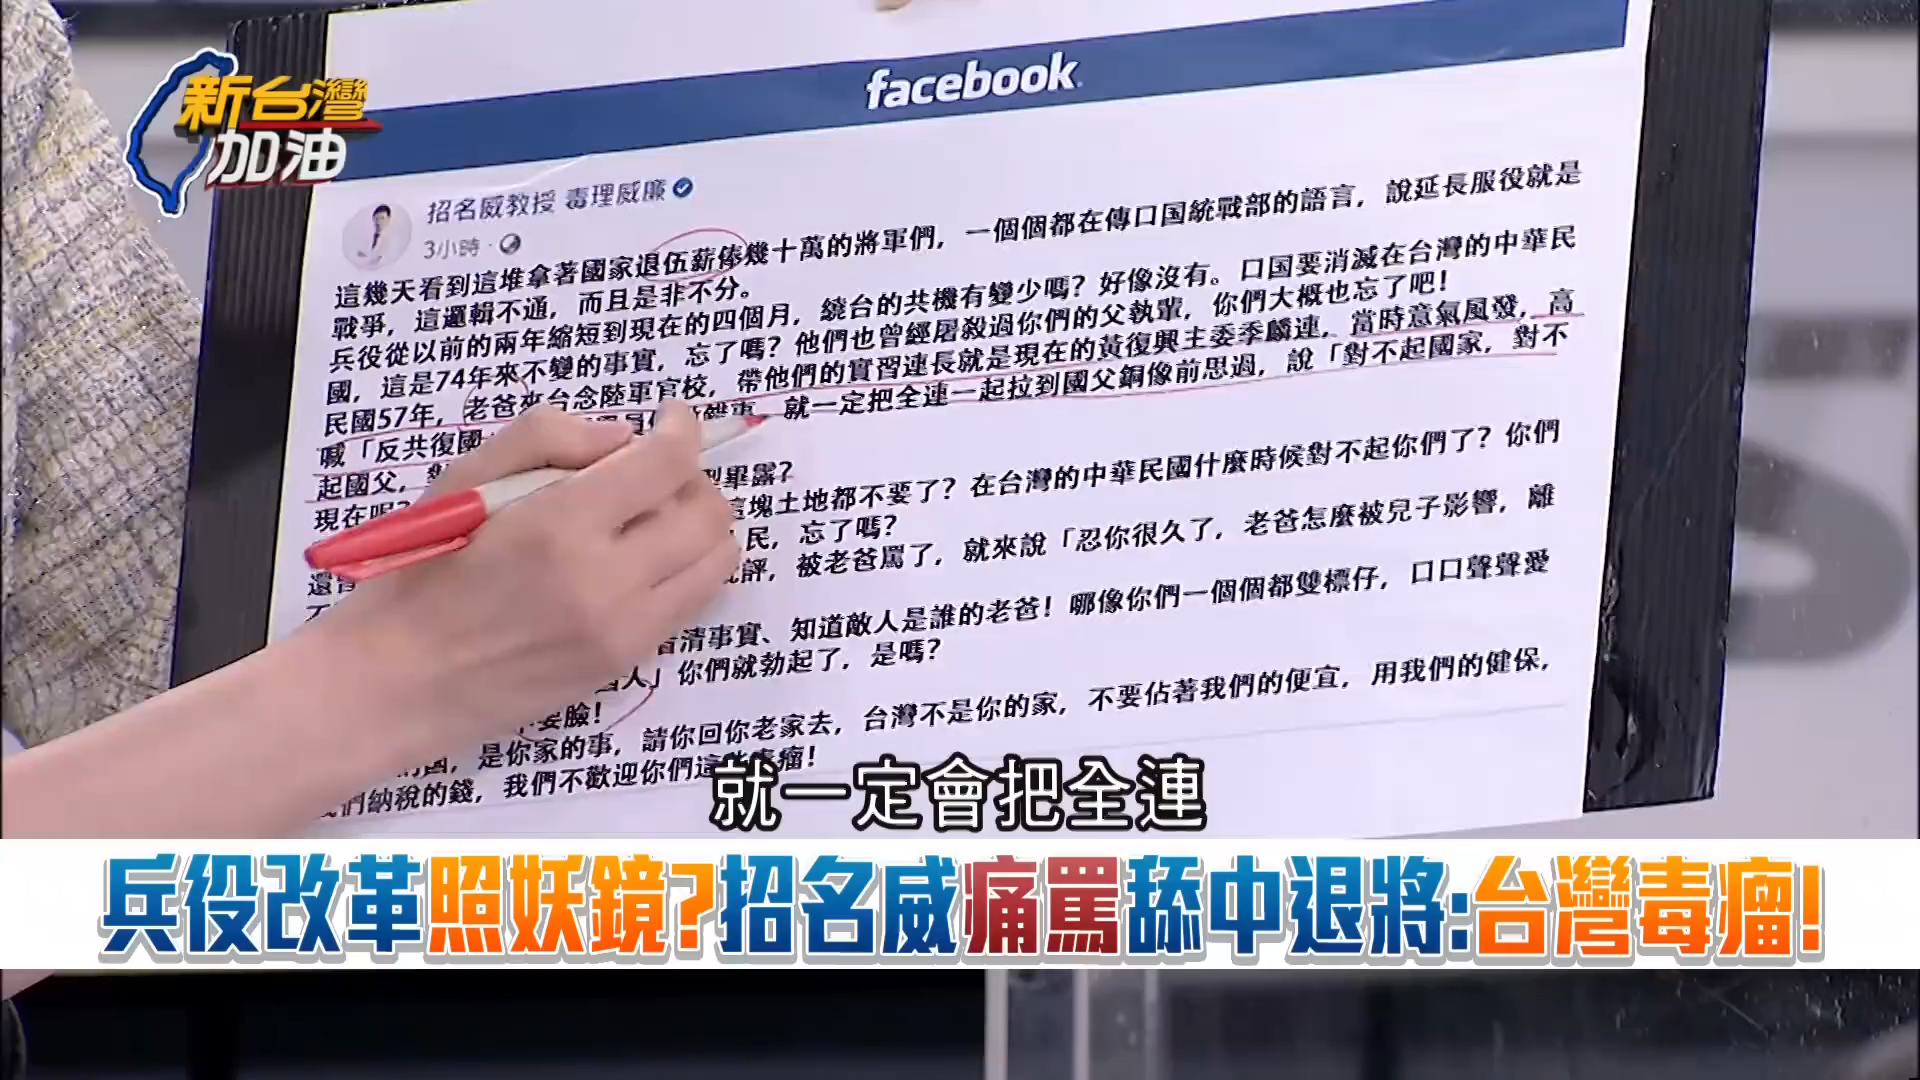 新台灣
加油
facebook
招名威教授 毒理威廉
3小時
這幾天看到這堆拿著國家退伍薪俸幾十萬的將軍們，一個個都在傳口国統戰部的語言，說延長服役就是
戰爭，這邏輯不通，而且是非不分。
兵役從以前的兩年縮短到現在的四個月，繞台的共機有變少嗎？好像沒有。口国要消滅在台灣的中華民
國，這是74年來不變的事實，忘了嗎？他們也曾經屠殺過你們的父執輩，你們大概也忘了吧！
民國57年，老爸來台念陸軍官校，帶他們的實習連長就是現在的黃復興主委季麟連，當時意氣風發，高
喊「反共復國 就一定把全連一起拉到國父銅像前思過，說「對不起國家，對不
起國父， 型畢露？
現在呢？ 這塊土地都不要了？在台灣的中華民國什麼時候對不起你們了？你們
民，忘了嗎？
還 評，被老爸罵了，就來說「忍你很久了，老爸怎麼被兒子影響，離
清事實、知道敵人是誰的老爸！哪像你們一個個都雙標仔，口口聲聲愛
人」你們就勃起了，是嗎？
要臉！
國，是你家的事，請你回你老家去，台灣不是你的家，不要佔著我們的便宜，用我們的健保，
們納稅的錢，我們不歡迎你們這 瘤！
就一定會把全連
兵役改革照妖鏡?招名威痛罵舔中退將:台灣毒瘤!